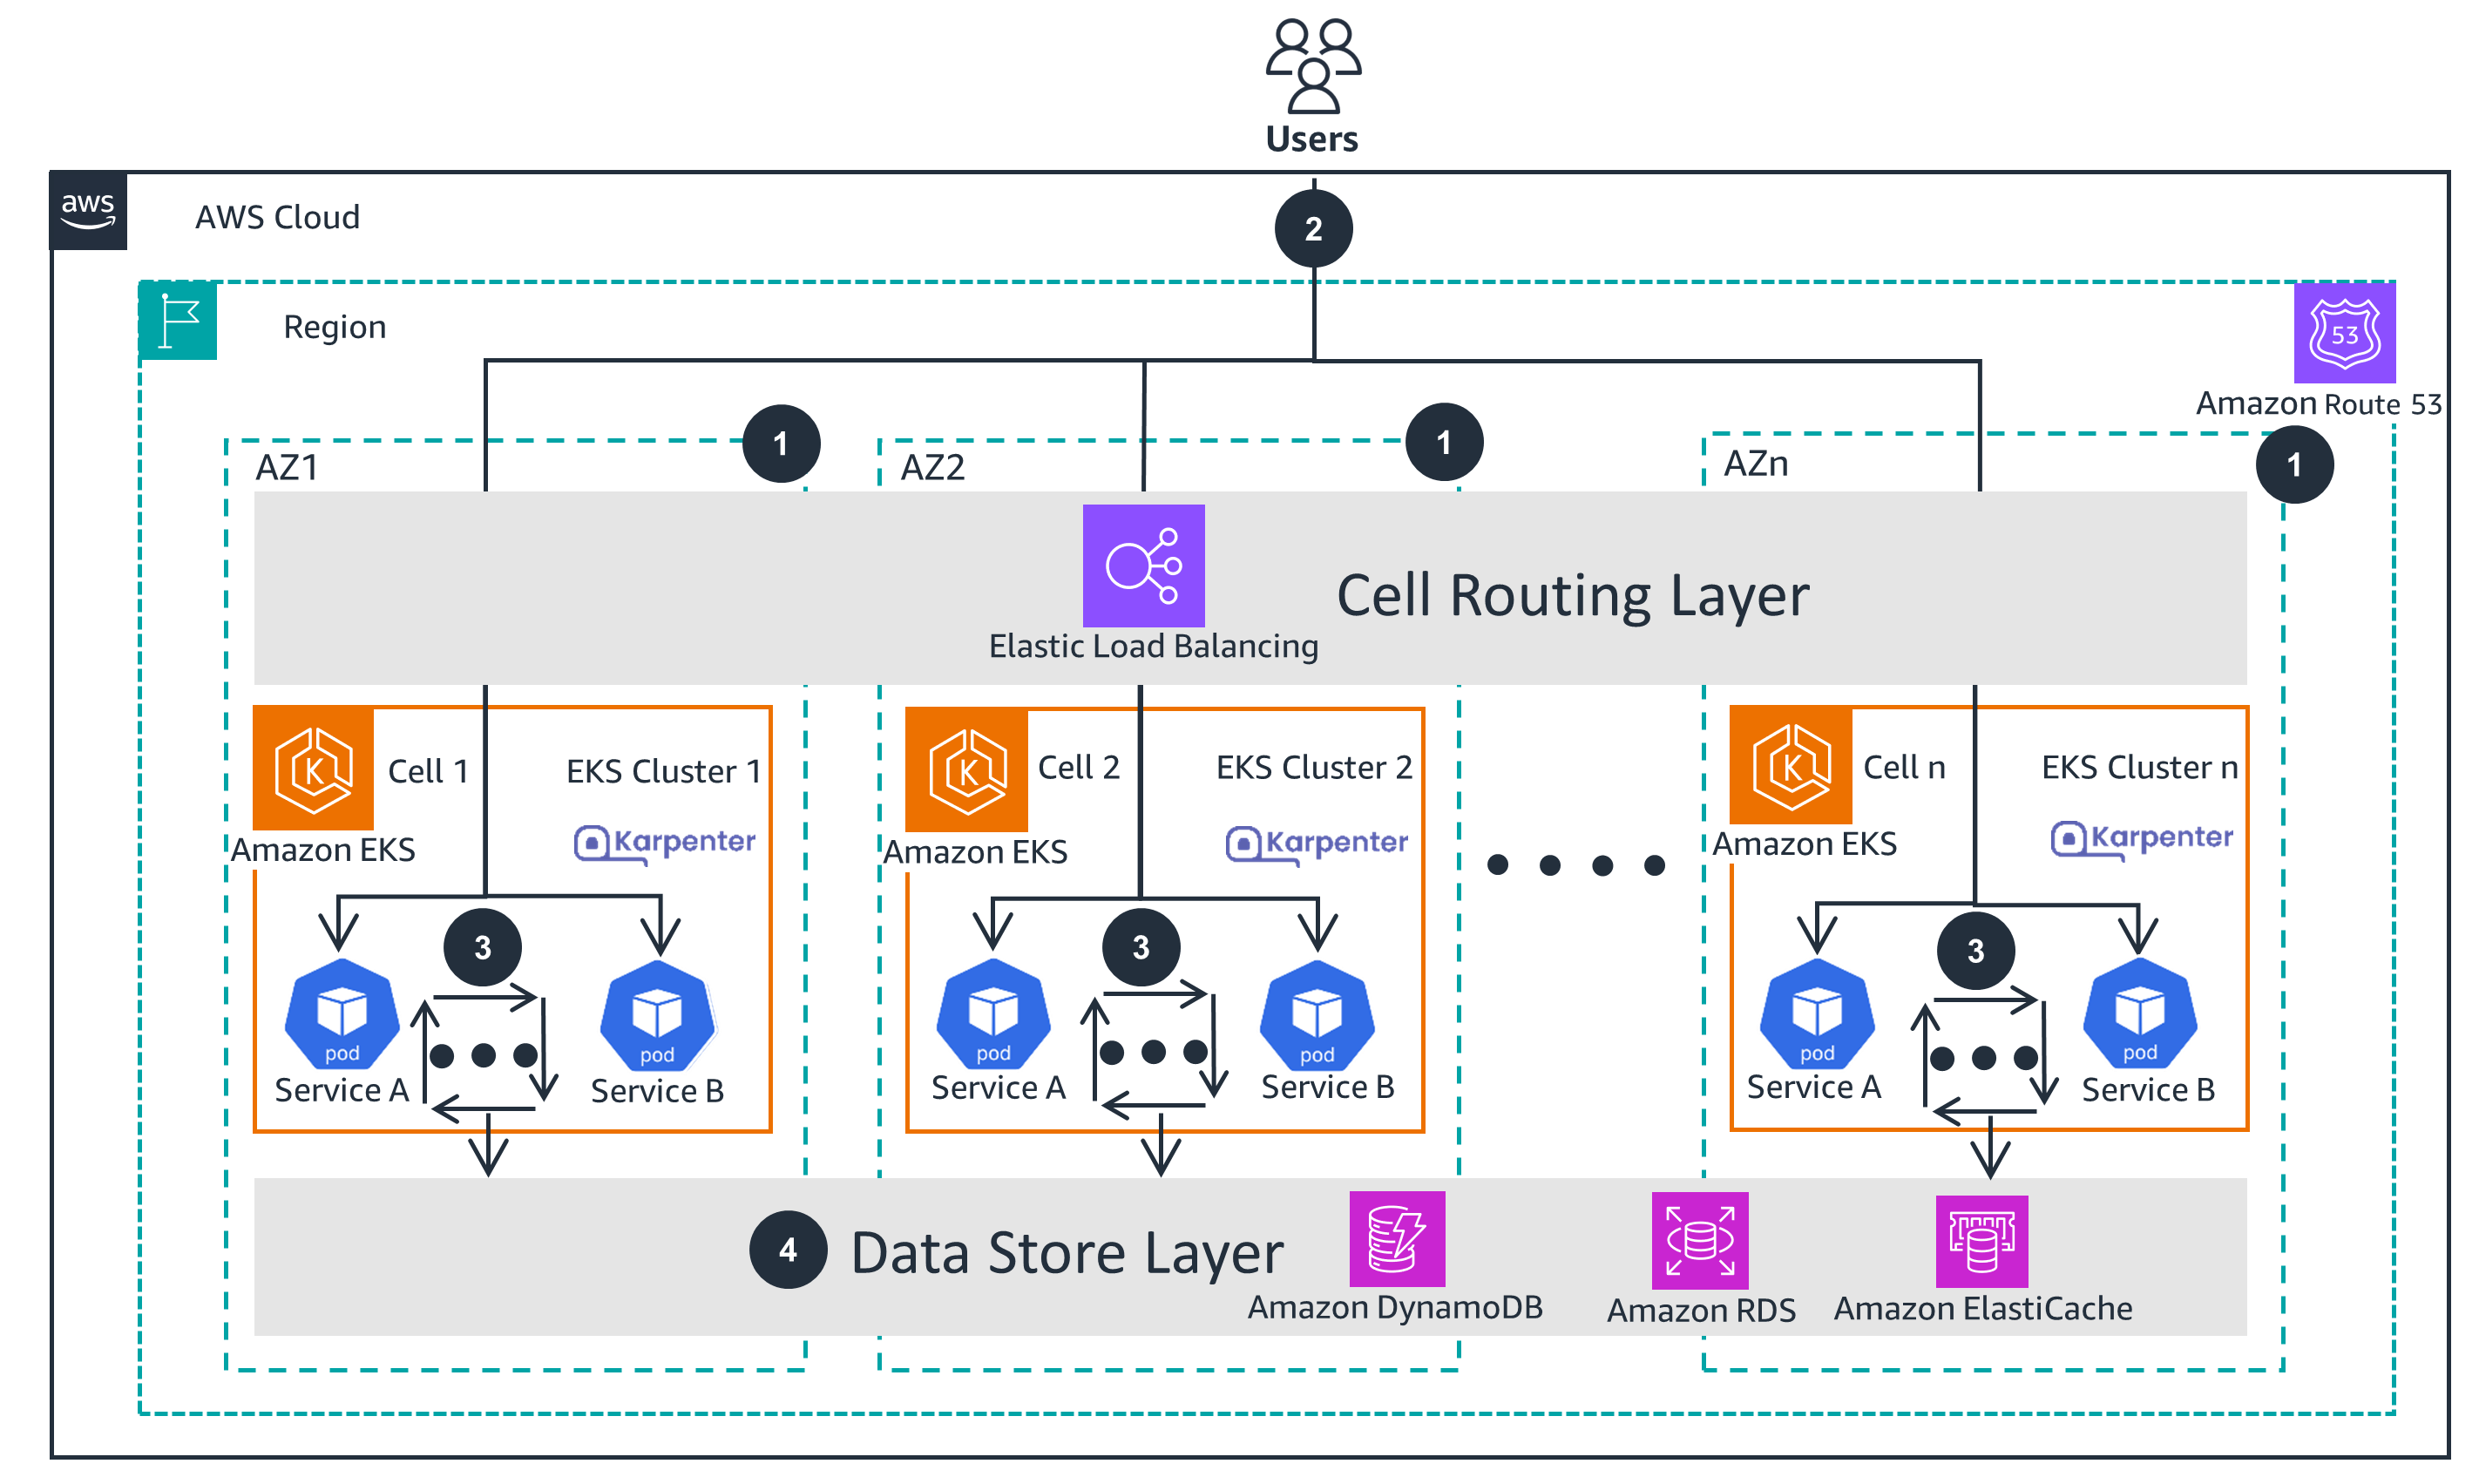 Users
aws
AWS Cloud
2
Region
53
Amazon Route 53
1
1
1
AZ1
AZ2
AZn
Cell Routing Layer
Elastic Load Balancing
K
Cell 1
EKS Cluster 1
Amazon EKS
Karpenter
K
Cell 2
EKS Cluster 2
Amazon EKS
Karpenter
K
Cell n
EKS Cluster n
Amazon EKS
Karpenter
3
pod
Service A
pod
Service B
3
pod
Service A
pod
Service B
3
pod
Service A
pod
Service B
4
Data Store Layer
Amazon DynamoDB
Amazon RDS
Amazon ElastiCache